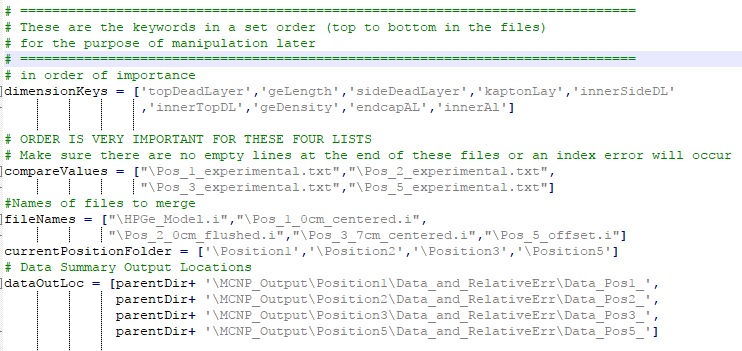 # ==============================================================================
# These are the keywords in a set order (top to bottom in the files)
# for the purpose of manipulation later
# ==============================================================================
# in order of importance
dimensionKeys = ['topDeadLayer','geLength','sideDeadLayer','kaptonLay','innerSideDL'
,'innerTopDL','geDensity','endcapAL','innerAl']
# ORDER IS VERY IMPORTANT FOR THESE FOUR LISTS
# Make sure there are no empty lines at the end of these files or an index error will occur
compareValues = ["\Pos_1_experimental.txt","\Pos_2_experimental.txt",
"\Pos_3_experimental.txt","\Pos_5_experimental.txt"]
#Names of files to merge
fileNames = ["\HPGe_Model.i","\Pos_1_0cm_centered.i",
"\Pos_2_0cm_flushed.i","\Pos_3_7cm_centered.i","\Pos_5_offset.i"]
currentPositionFolder = ['\Position1','\Position2','\Position3','\Position5']
# Data Summary Output Locations
dataOutLoc = [parentDir+ '\MCNP_Output\Position1\Data_and_RelativeErr\Data_Pos1_',
parentDir+ '\MCNP_Output\Position2\Data_and_RelativeErr\Data_Pos2_',
parentDir+ '\MCNP_Output\Position3\Data_and_RelativeErr\Data_Pos3_',
parentDir+ '\MCNP_Output\Position5\Data_and_RelativeErr\Data_Pos5_']